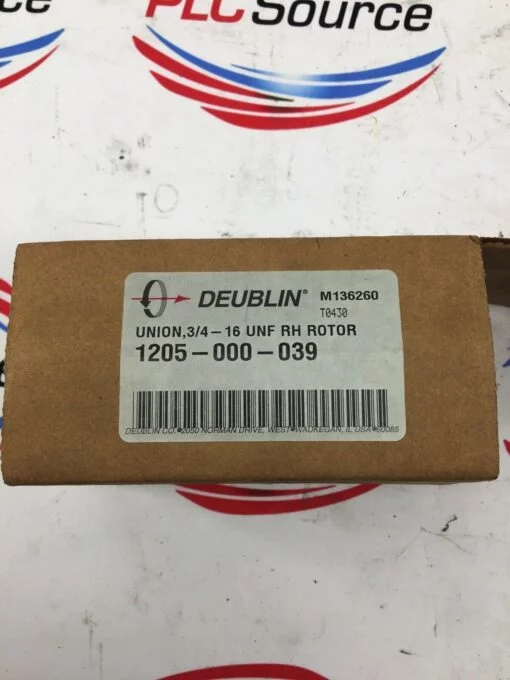 PLC Source
DEUBLIN® M136260
T0430
UNION,3/4-16 UNF RH ROTOR
1205-000-039
DEUBLIN CO.•2050 NORMAN DRIVE, WEST•WAUKEGAN, IL USA•60085